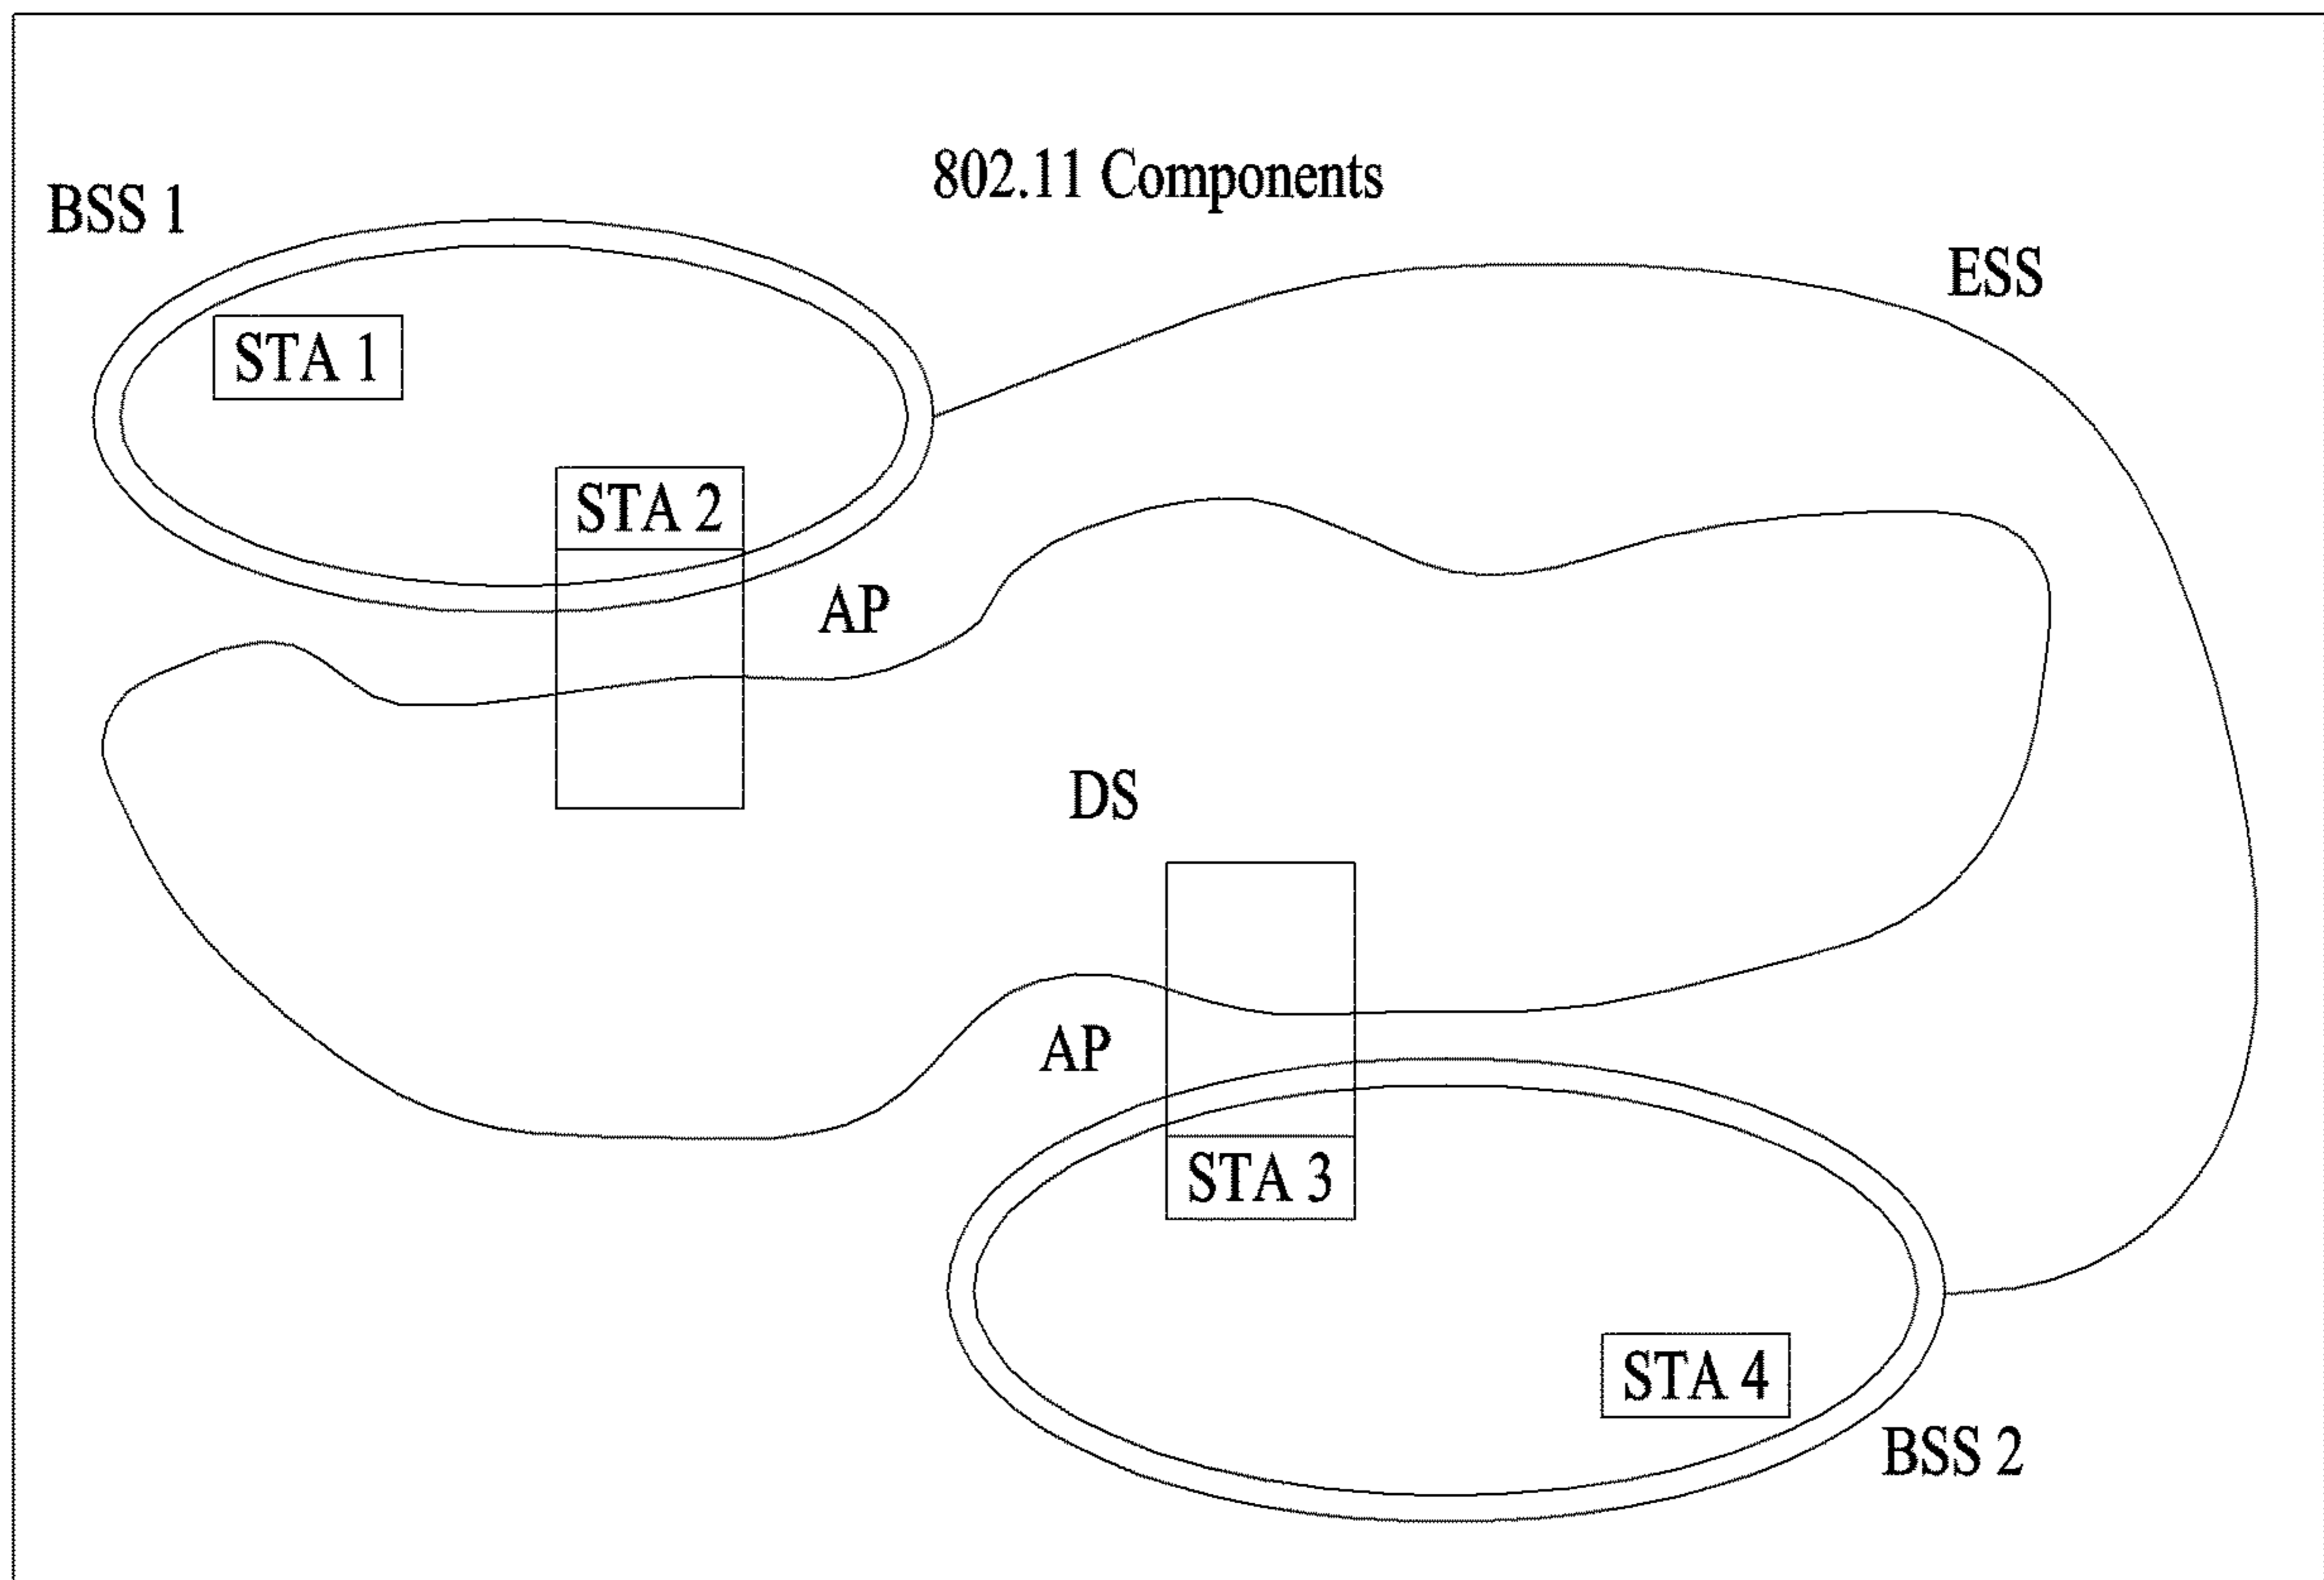 802.11 Components
BSS 1
ESS
STA 1
STA 2
AP
DS
AP
STA 3
STA 4
BSS 2